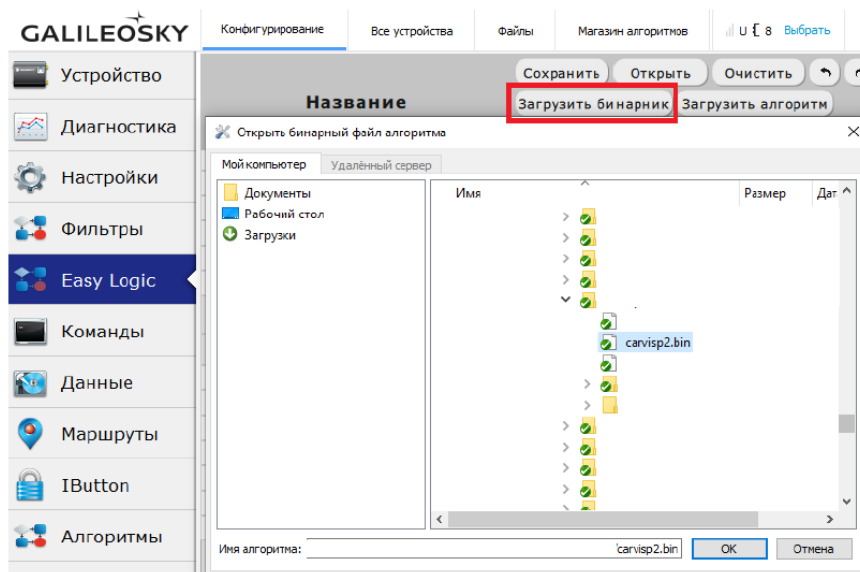 GALILEOSKY
Конфигурирование Все устройства Файлы Магазин алгоритмов U 8 Выбрать
Устройство
Сохранить Открыть Очистить
Название
Загрузить бинарник Загрузить алгоритм
Диагностика
Открыть бинарный файл алгоритма
Мой компьютер Удалённый сервер
Настройки
Документы
Рабочий стол
Загрузки
Имя Размер Дат
Фильтры
Easy Logic
Команды
carvisp2.bin
Данные
Маршруты
IButton
Алгоритмы
Имя алгоритма: carvisp2.bin OK Отмена